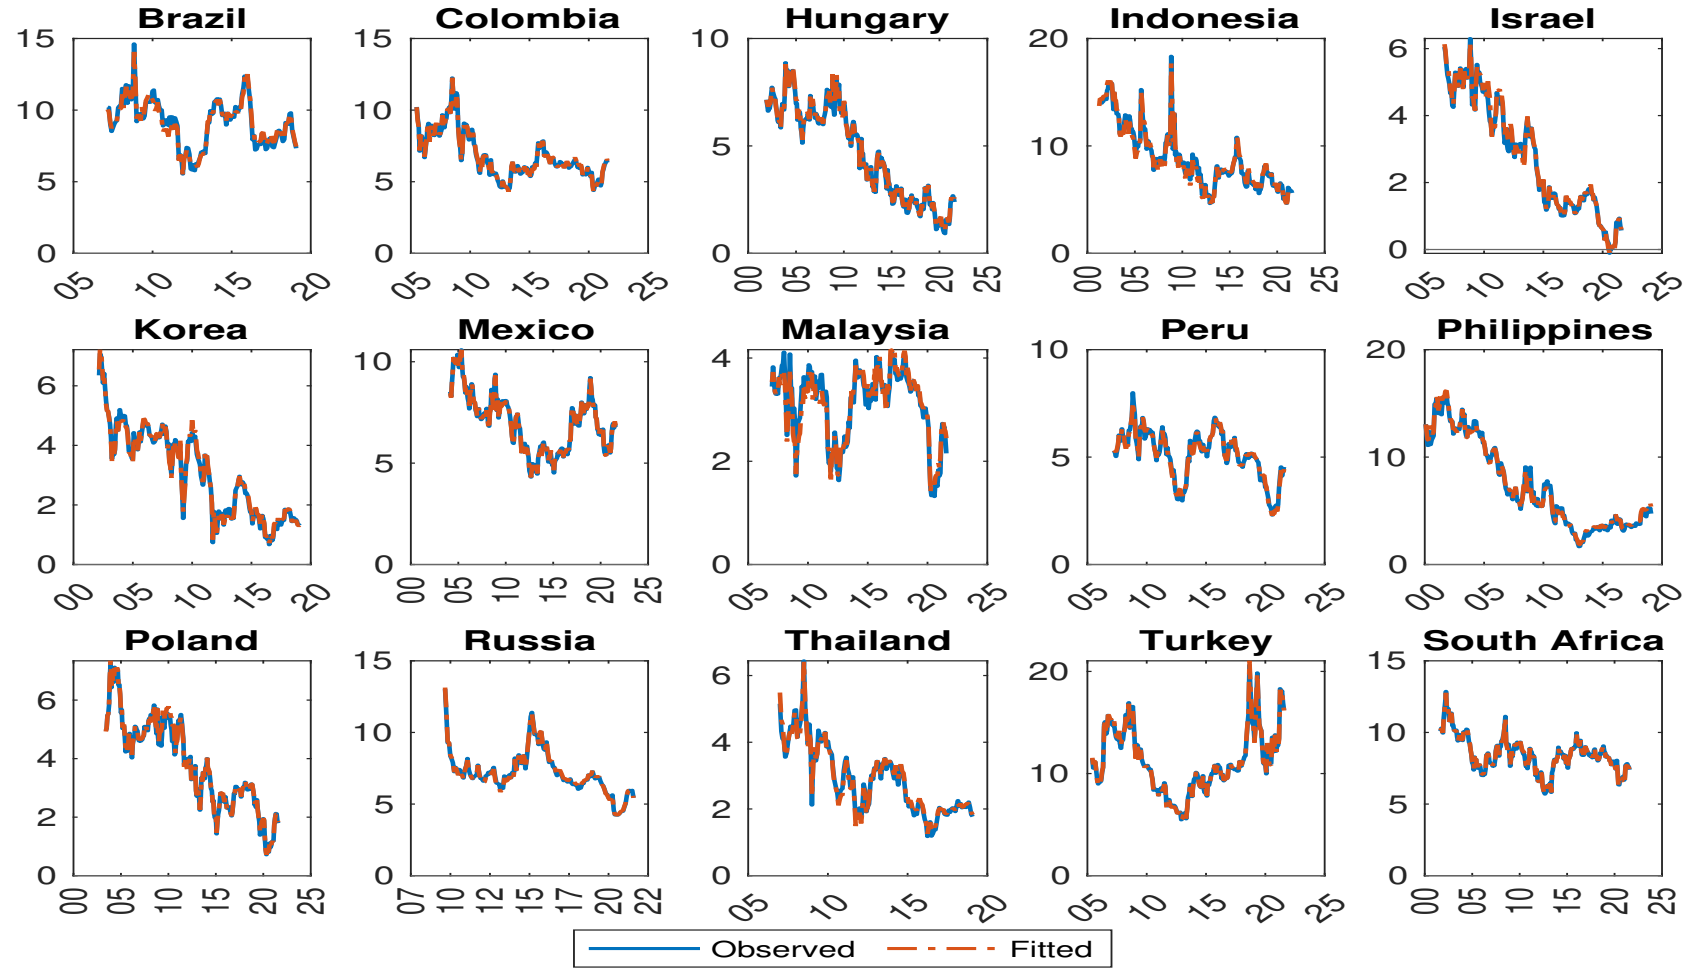 Brazil Colombia Hungary Indonesia Israel
15 10 5 0 05 10 15 20
15 10 5 0 05 10 15 20 25
10 5 0 00 05 10 15 20 25
20 10 0 00 05 10 15 20 25
6 4 2 0 05 10 15 20 25
Korea Mexico Malaysia Peru Philippines
6 4 2 0 00 05 10 15 20
10 5 0 00 05 10 15 20 25
4 2 0 05 10 15 20 25
10 5 0 05 10 15 20 25
20 10 0 00 05 10 15 20
Poland Russia Thailand Turkey South Africa
6 4 2 0 00 05 10 15 20 25
15 10 5 0 07 10 12 15 17 20 22
6 4 2 0 05 10 15 20
20 10 0 05 10 15 20 25
15 10 5 0 00 05 10 15 20 25
Observed Fitted